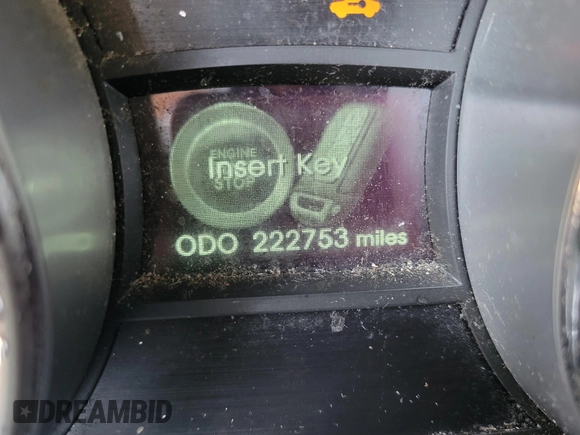 ENGINE
Insert Key
STOP
ODO 222753 miles
DREAMBID